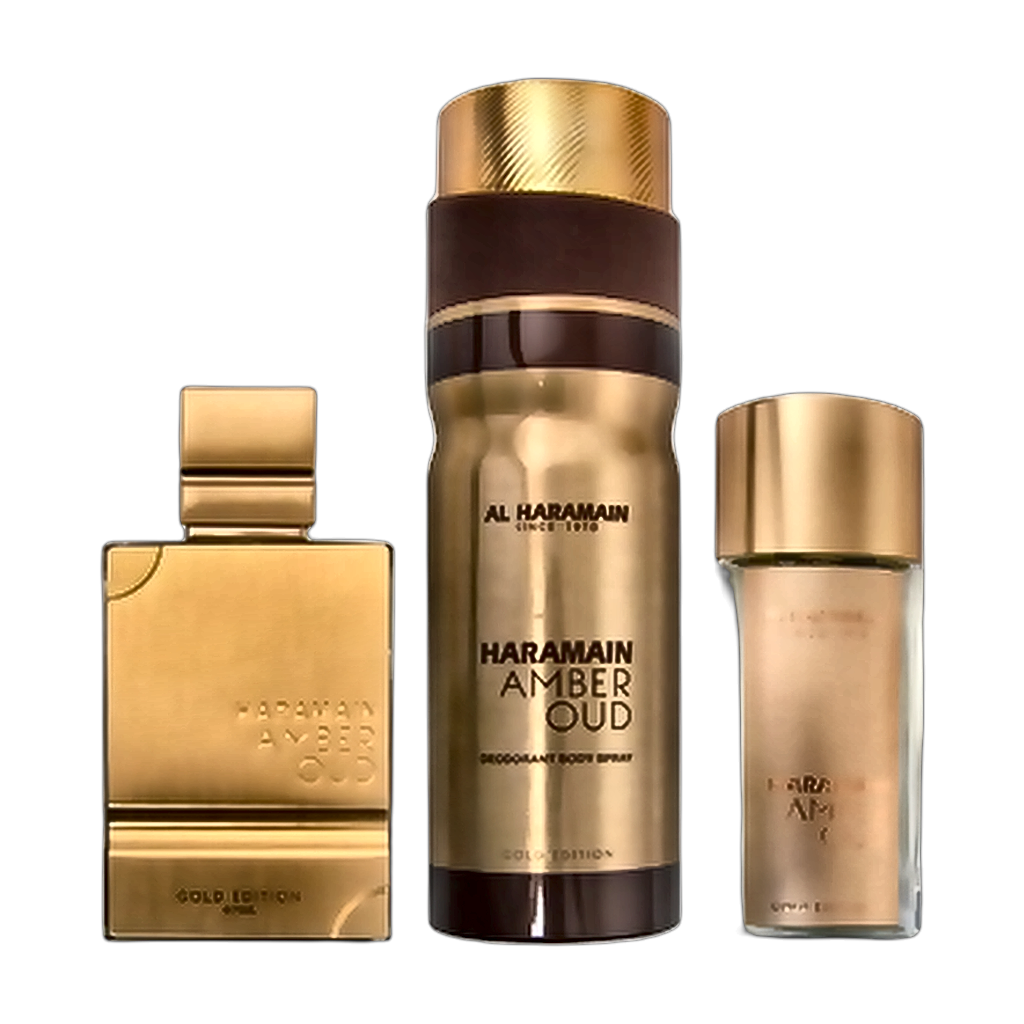 HARAMAIN
AMBER
OUD
GOLD EDITION
AL HARAMAIN
SINCE 1970
HARAMAIN
AMBER
OUD
DEODORANT BODY SPRAY
GOLD EDITION